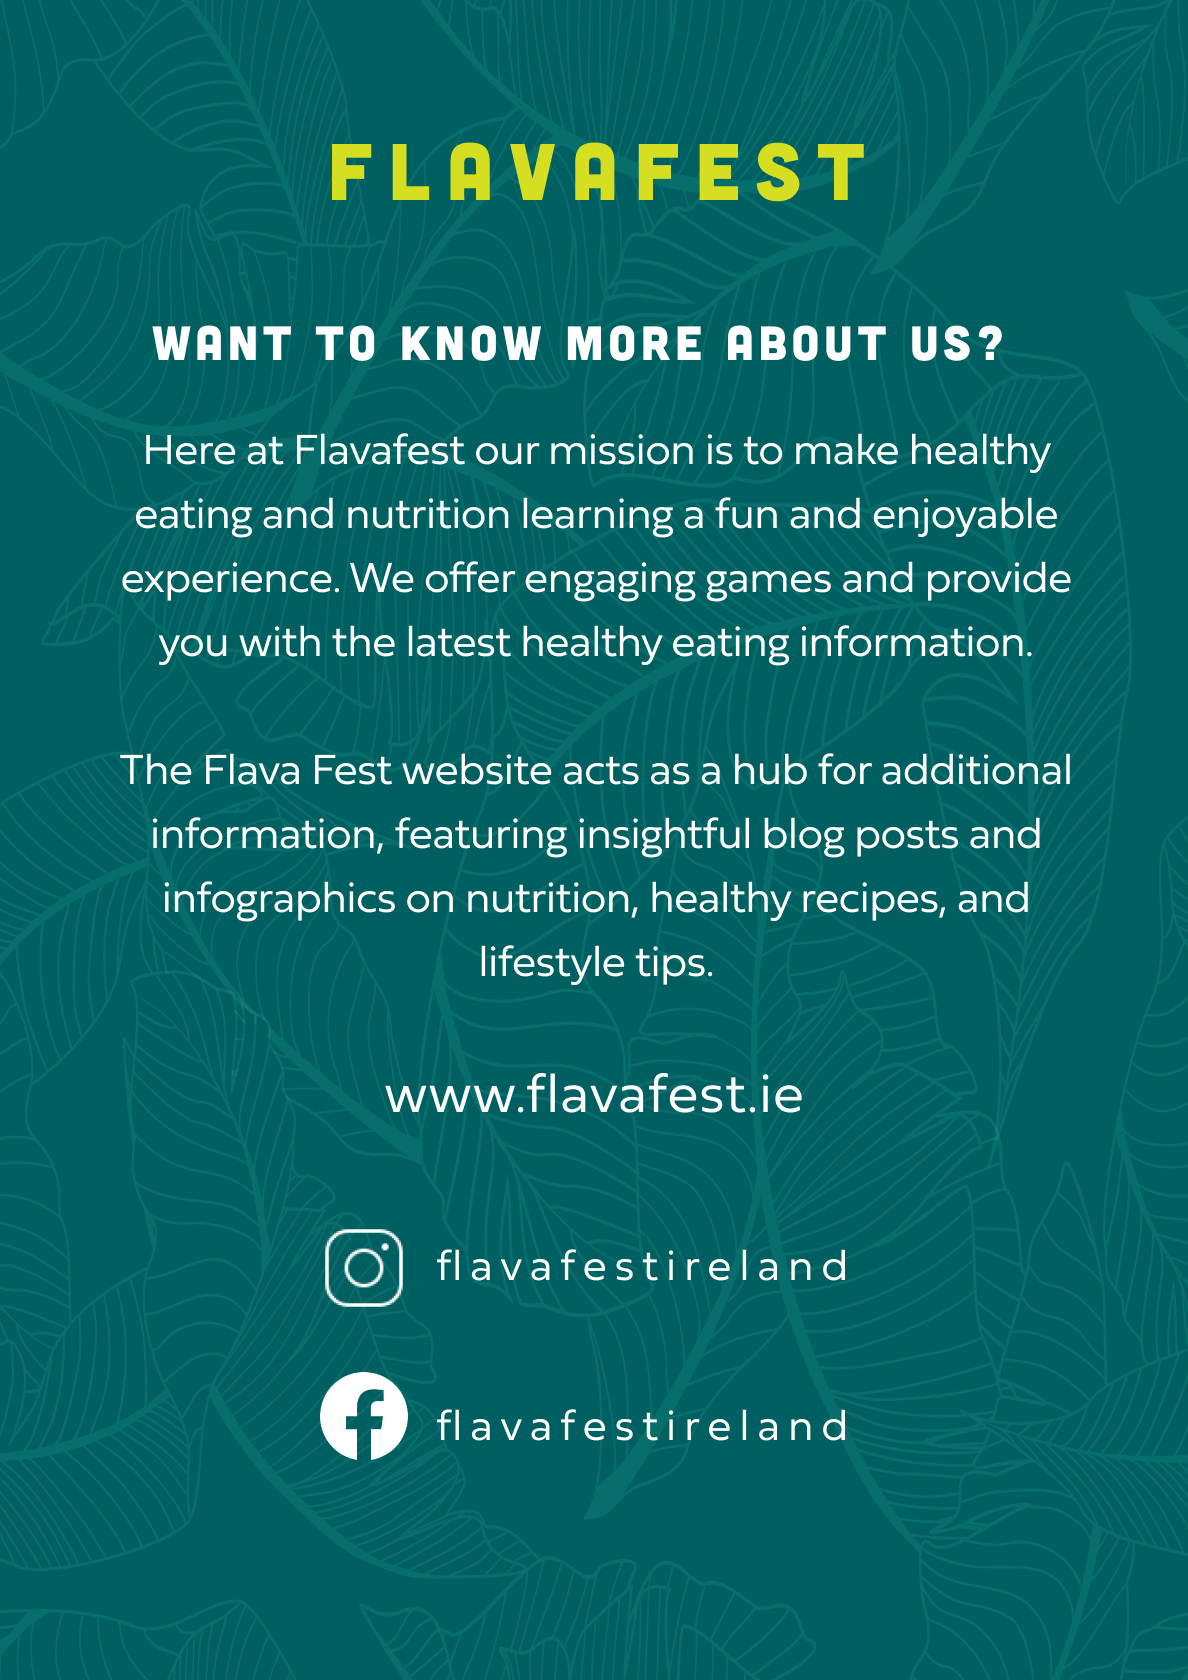 FLAVAFEST
WANT TO KNOW MORE ABOUT US?
Here at Flavafest our mission is to make healthy
eating and nutrition learning a fun and enjoyable
experience. We offer engaging games and provide
you with the latest healthy eating information.
The Flava Fest website acts as a hub for additional
information, featuring insightful blog posts and
infographics on nutrition, healthy recipes, and
lifestyle tips.
www.flavafest.ie
flavafestireland
flavafestireland